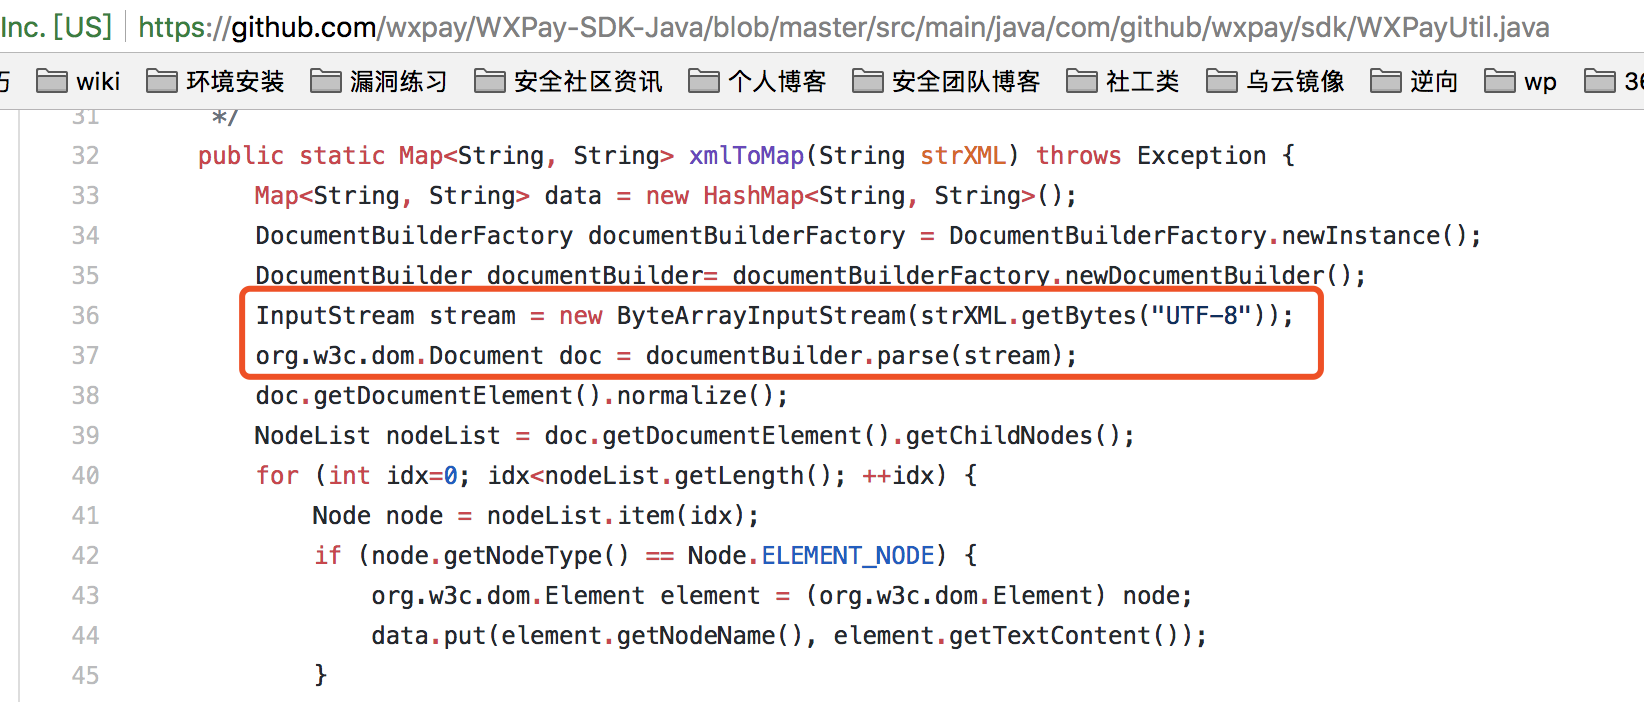 Inc. [US] https://github.com/wxpay/WXPay-SDK-Java/blob/master/src/main/java/com/github/wxpay/sdk/WXPayUtil.java
wiki 环境安装 漏洞练习 安全社区资讯 个人博客 安全团队博客 社工类 乌云镜像 逆向 wp 36
31 */
32 public static Map<String, String> xmlToMap(String strXML) throws Exception {
33 Map<String, String> data = new HashMap<String, String>();
34 DocumentBuilderFactory documentBuilderFactory = DocumentBuilderFactory.newInstance();
35 DocumentBuilder documentBuilder= documentBuilderFactory.newDocumentBuilder();
36 InputStream stream = new ByteArrayInputStream(strXML.getBytes("UTF-8"));
37 org.w3c.dom.Document doc = documentBuilder.parse(stream);
38 doc.getDocumentElement().normalize();
39 NodeList nodeList = doc.getDocumentElement().getChildNodes();
40 for (int idx=0; idx<nodeList.getLength(); ++idx) {
41 Node node = nodeList.item(idx);
42 if (node.getNodeType() == Node.ELEMENT_NODE) {
43 org.w3c.dom.Element element = (org.w3c.dom.Element) node;
44 data.put(element.getNodeName(), element.getTextContent());
45 }